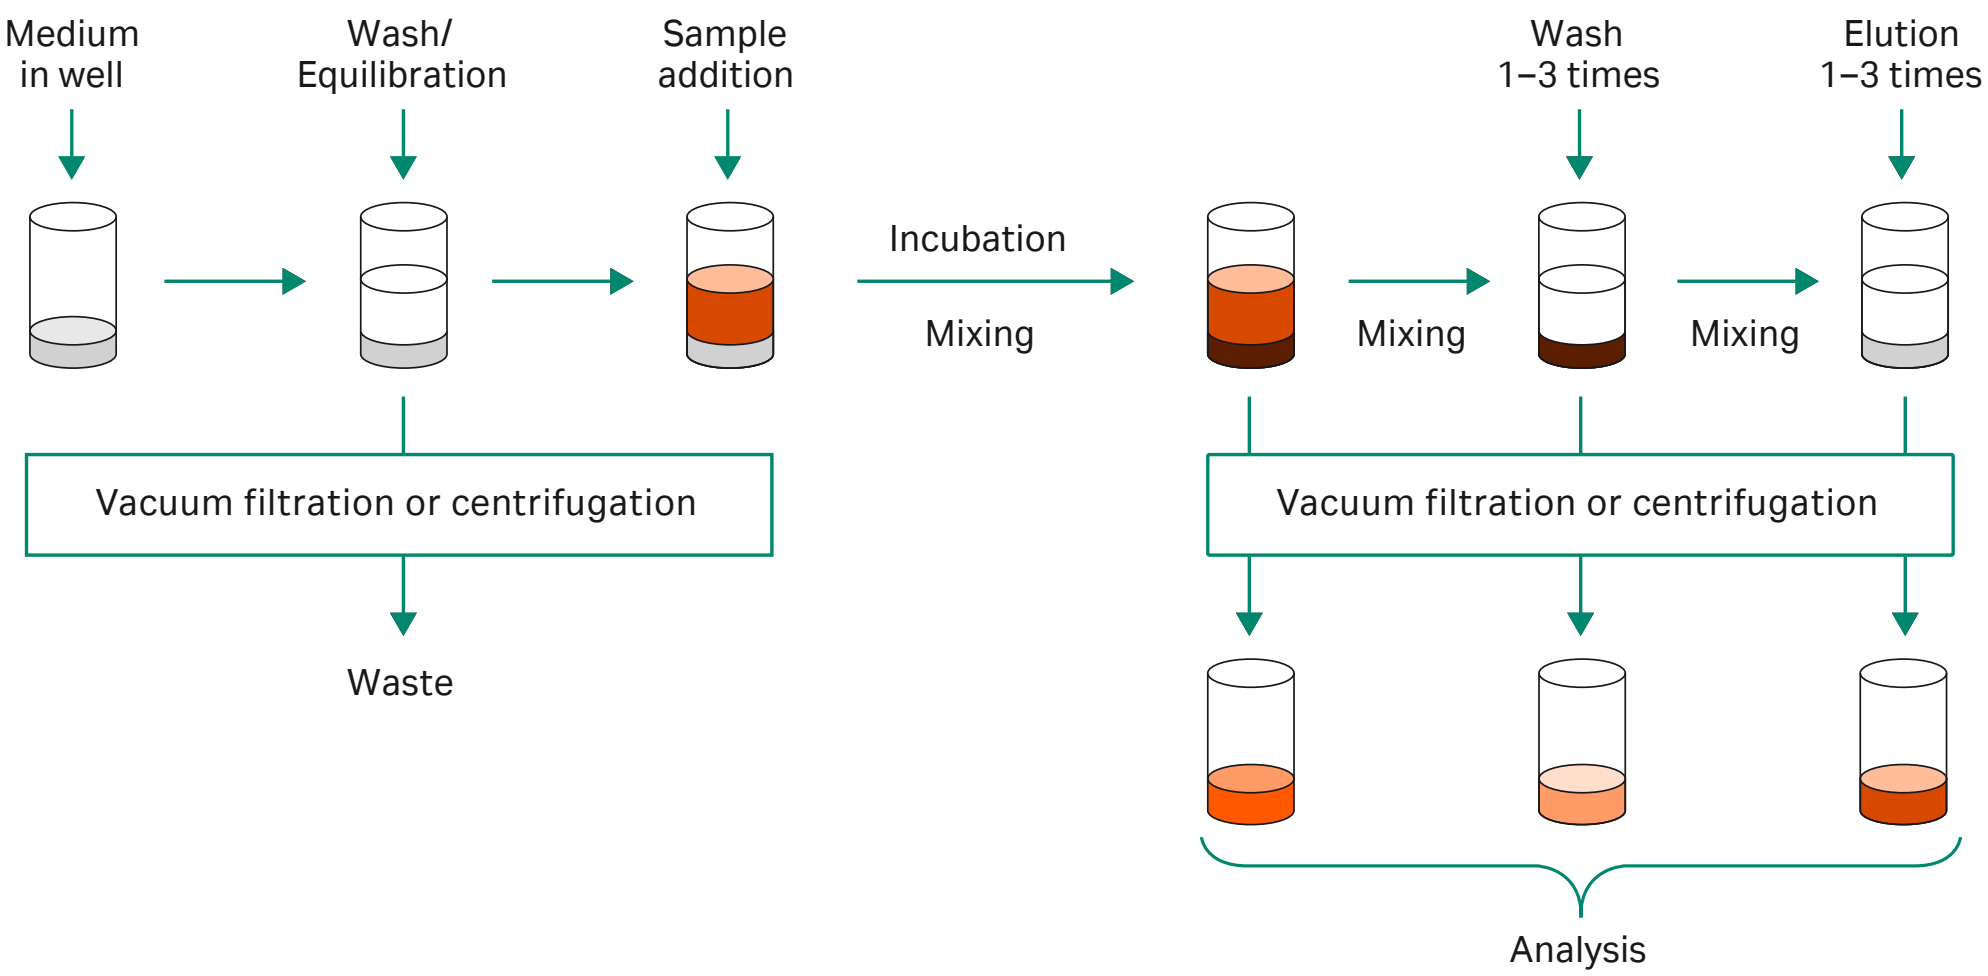 Medium
in well
Wash/
Equilibration
Sample
addition
Wash
1–3 times
Elution
1–3 times
Incubation
Mixing
Mixing
Mixing
Vacuum filtration or centrifugation
Vacuum filtration or centrifugation
Waste
Analysis